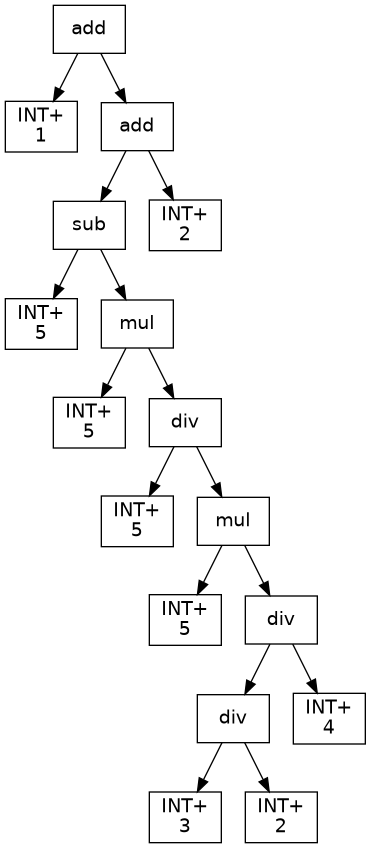 add
INT+
1
add
sub
INT+
2
INT+
5
mul
INT+
5
div
INT+
5
mul
INT+
5
div
div
INT+
4
INT+
3
INT+
2